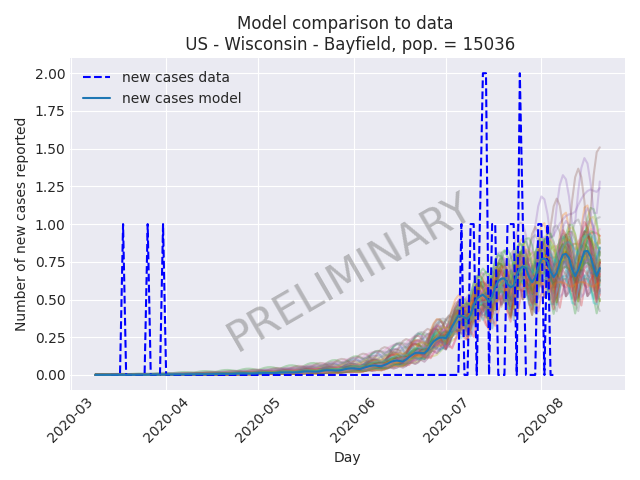 Model comparison to data
US - Wisconsin - Bayfield, pop. = 15036
new cases data
new cases model
PRELIMINARY
Number of new cases reported
2.00
1.75
1.50
1.25
1.00
0.75
0.50
0.25
0.00
2020-03
2020-04
2020-05
2020-06
2020-07
2020-08
Day